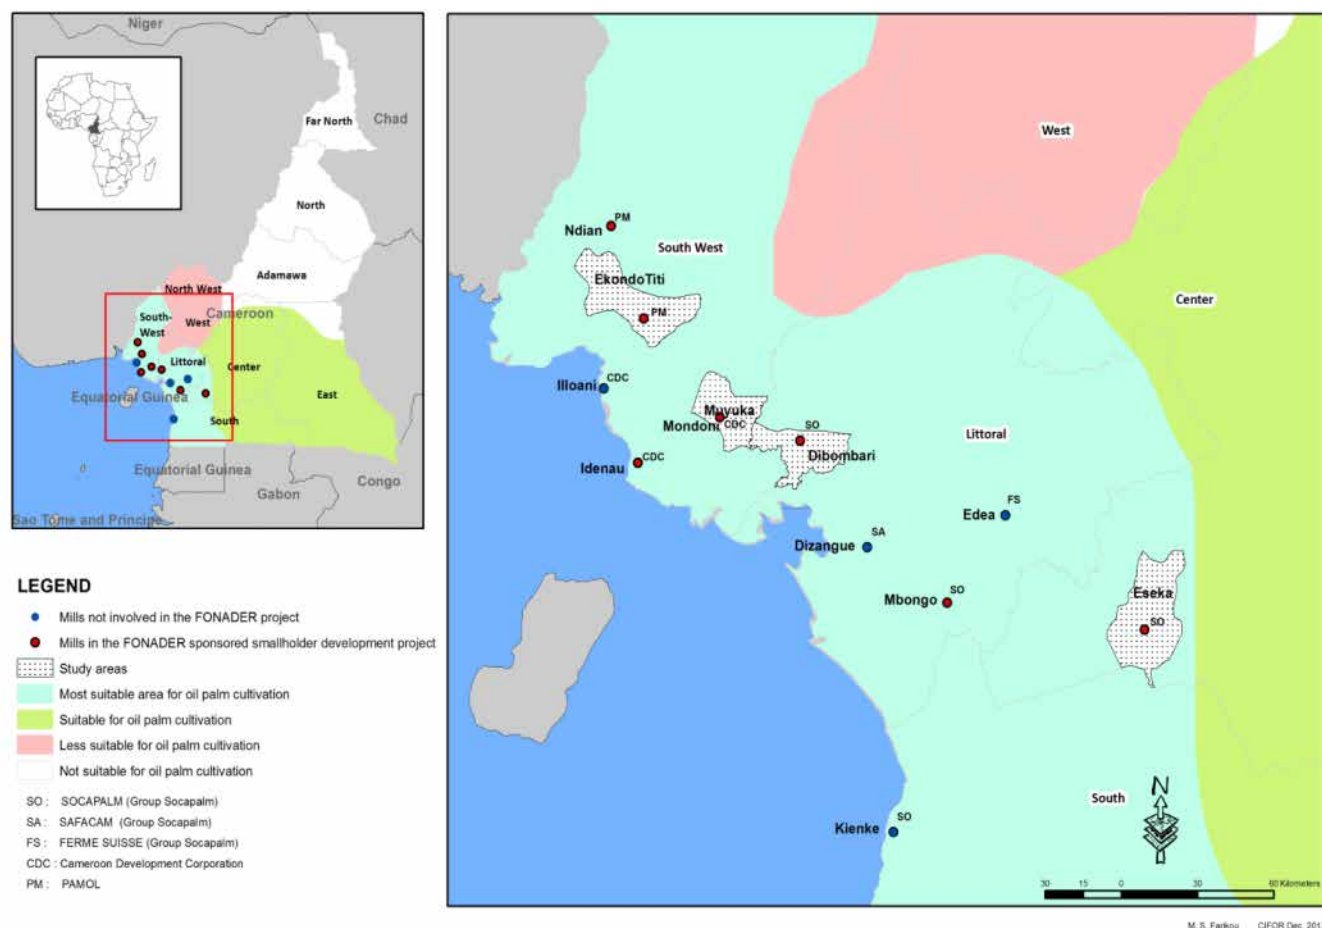 Niger
Chad
Far North
North
Adamawa
North West
Cameroon
South-
West
West
Littoral
Center
East
South
Equatorial Guinea
Equatorial Guinea
Gabon
Congo
Sao Tome and Principe
LEGEND
Mills not involved in the FONADER project
Mills in the FONADER sponsored smallholder development project
Study areas
Most suitable area for oil palm cultivation
Suitable for oil palm cultivation
Less suitable for oil palm cultivation
Not suitable for oil palm cultivation
SO : SOCAPALM (Group Socapalm)
SA : SAFACAM (Group Socapalm)
FS : FERME SUISSE (Group Socapalm)
CDC : Cameroon Development Corporation
PM : PAMOL
West
PM
Ndian
South West
EkondoTiti
PM
Center
Illoani
CDC
Muyuka
Mondoni
CDC
SO
Dibombari
Littoral
Idenau
CDC
FS
Edea
SA
Dizangue
SO
Mbongo
Eseka
SO
South
N
SO
Kienke
30 15 0 30 60 Kilometers
M. S. Farikou CIFOR Dec.